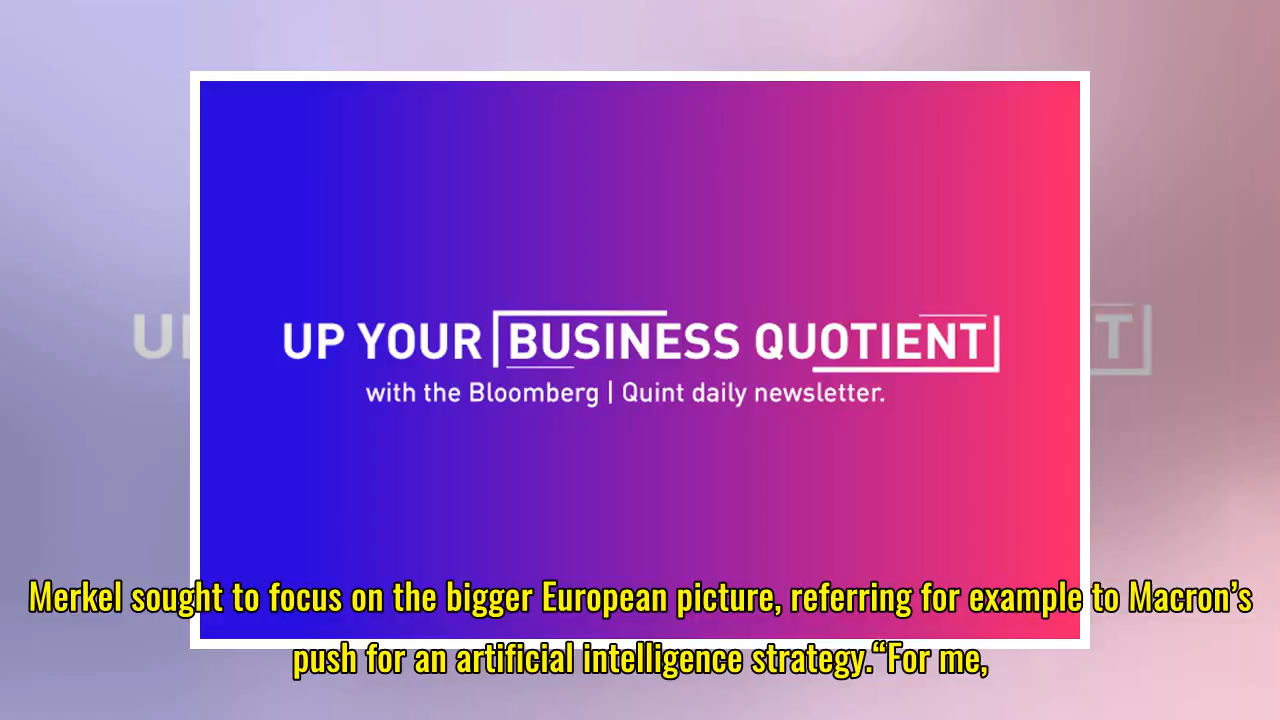 UP YOUR BUSINESS QUOTIENT
with the Bloomberg | Quint daily newsletter.
Merkel sought to focus on the bigger European picture, referring for example to Macron’s
push for an artificial intelligence strategy.“For me,